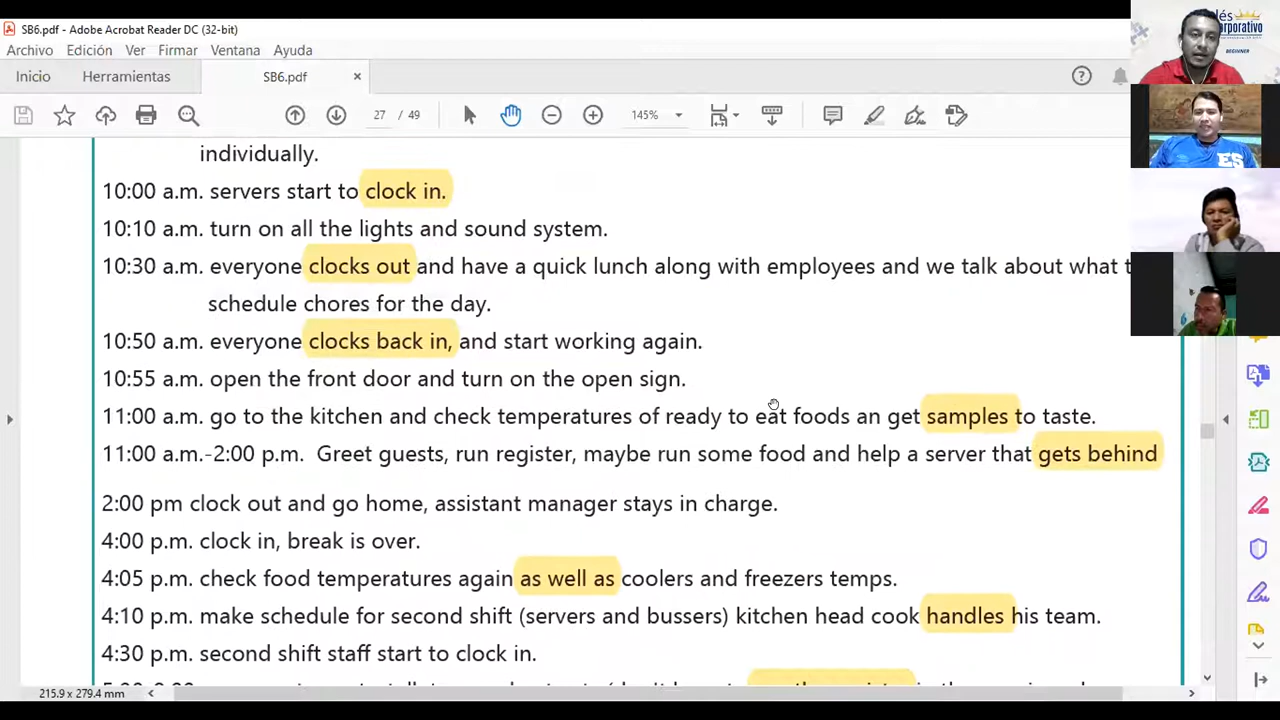 SB6.pdf - Adobe Acrobat Reader DC (32-bit)
Archivo Edición Ver Firmar Ventana Ayuda
Inicio Herramientas SB6.pdf ×
27 / 49 145%
individually.
10:00 a.m. servers start to clock in.
10:10 a.m. turn on all the lights and sound system.
10:30 a.m. everyone clocks out and have a quick lunch along with employees and we talk about what
schedule chores for the day.
10:50 a.m. everyone clocks back in, and start working again.
10:55 a.m. open the front door and turn on the open sign.
11:00 a.m. go to the kitchen and check temperatures of ready to eat foods an get samples to taste.
11:00 a.m.-2:00 p.m. Greet guests, run register, maybe run some food and help a server that gets behind
2:00 pm clock out and go home, assistant manager stays in charge.
4:00 p.m. clock in, break is over.
4:05 p.m. check food temperatures again as well as coolers and freezers temps.
4:10 p.m. make schedule for second shift (servers and bussers) kitchen head cook handles his team.
4:30 p.m. second shift staff start to clock in.
215.9 x 279.4 mm
BEGINNER
ES